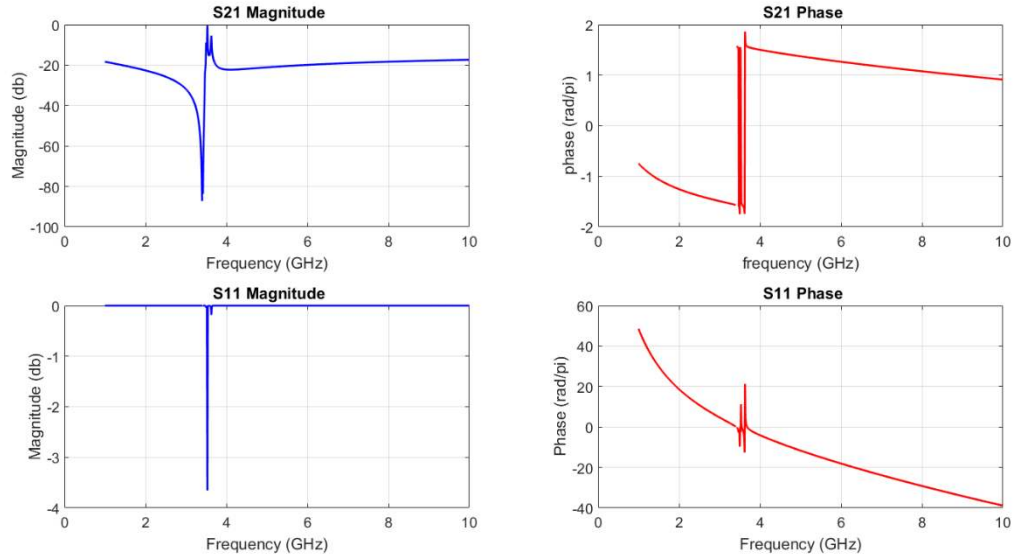 S21 Magnitude
0
-20
-40
-60
-80
-100
Magnitude (db)
0 2 4 6 8 10
Frequency (GHz)
S21 Phase
2
1
0
-1
-2
phase (rad/pi)
0 2 4 6 8 10
frequency (GHz)
S11 Magnitude
0
-1
-2
-3
-4
Magnitude (db)
0 2 4 6 8 10
Frequency (GHz)
S11 Phase
60
40
20
0
-20
-40
Phase (rad/pi)
0 2 4 6 8 10
Frequency (GHz)